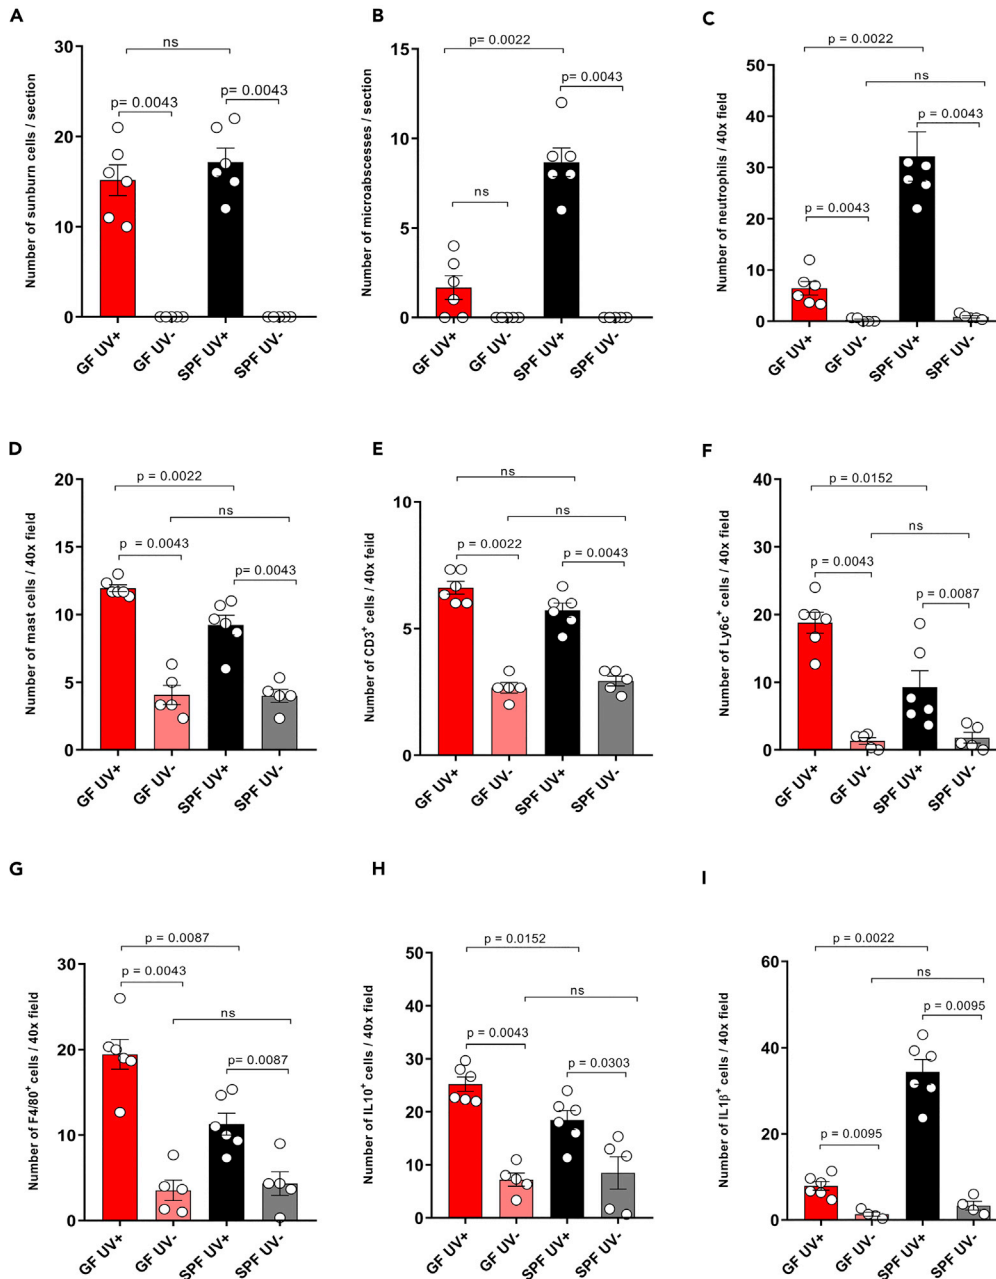 A
Number of sunburn cells / section
30
20
10
0
ns
p= 0.0043
p= 0.0043
GF UV+
GF UV-
SPF UV+
SPF UV-
B
Number of microabscesses / section
15
10
5
0
p= 0.0022
p= 0.0043
ns
GF UV+
GF UV-
SPF UV+
SPF UV-
C
Number of neutrophils / 40x field
50
40
30
20
10
0
p = 0.0022
ns
p = 0.0043
p = 0.0043
GF UV+
GF UV-
SPF UV+
SPF UV-
D
Number of mast cells / 40x field
20
15
10
5
0
p = 0.0022
ns
p = 0.0043
p =0.0043
GF UV+
GF UV-
SPF UV+
SPF UV-
E
Number of CD3+ cells / 40x feild
10
5
0
ns
ns
p = 0.0022
p = 0.0043
GF UV+
GF UV-
SPF UV+
SPF UV-
F
Number of Ly6c+ cells / 40x field
40
30
20
10
0
p = 0.0152
ns
p = 0.0043
p = 0.0087
GF UV+
GF UV-
SPF UV+
SPF UV-
G
Number of F4/80+ cells / 40x field
30
20
10
0
p = 0.0087
p = 0.0043
ns
p= 0.0087
GF UV+
GF UV-
SPF UV+
SPF UV-
H
Number of IL10+ cells / 40x field
50
40
30
20
10
0
p = 0.0152
ns
p = 0.0043
p = 0.0303
GF UV+
GF UV-
SPF UV+
SPF UV-
I
Number of IL1β+ cells / 40x field
60
40
20
0
p = 0.0022
ns
p = 0.0095
p = 0.0095
GF UV+
GF UV-
SPF UV+
SPF UV-